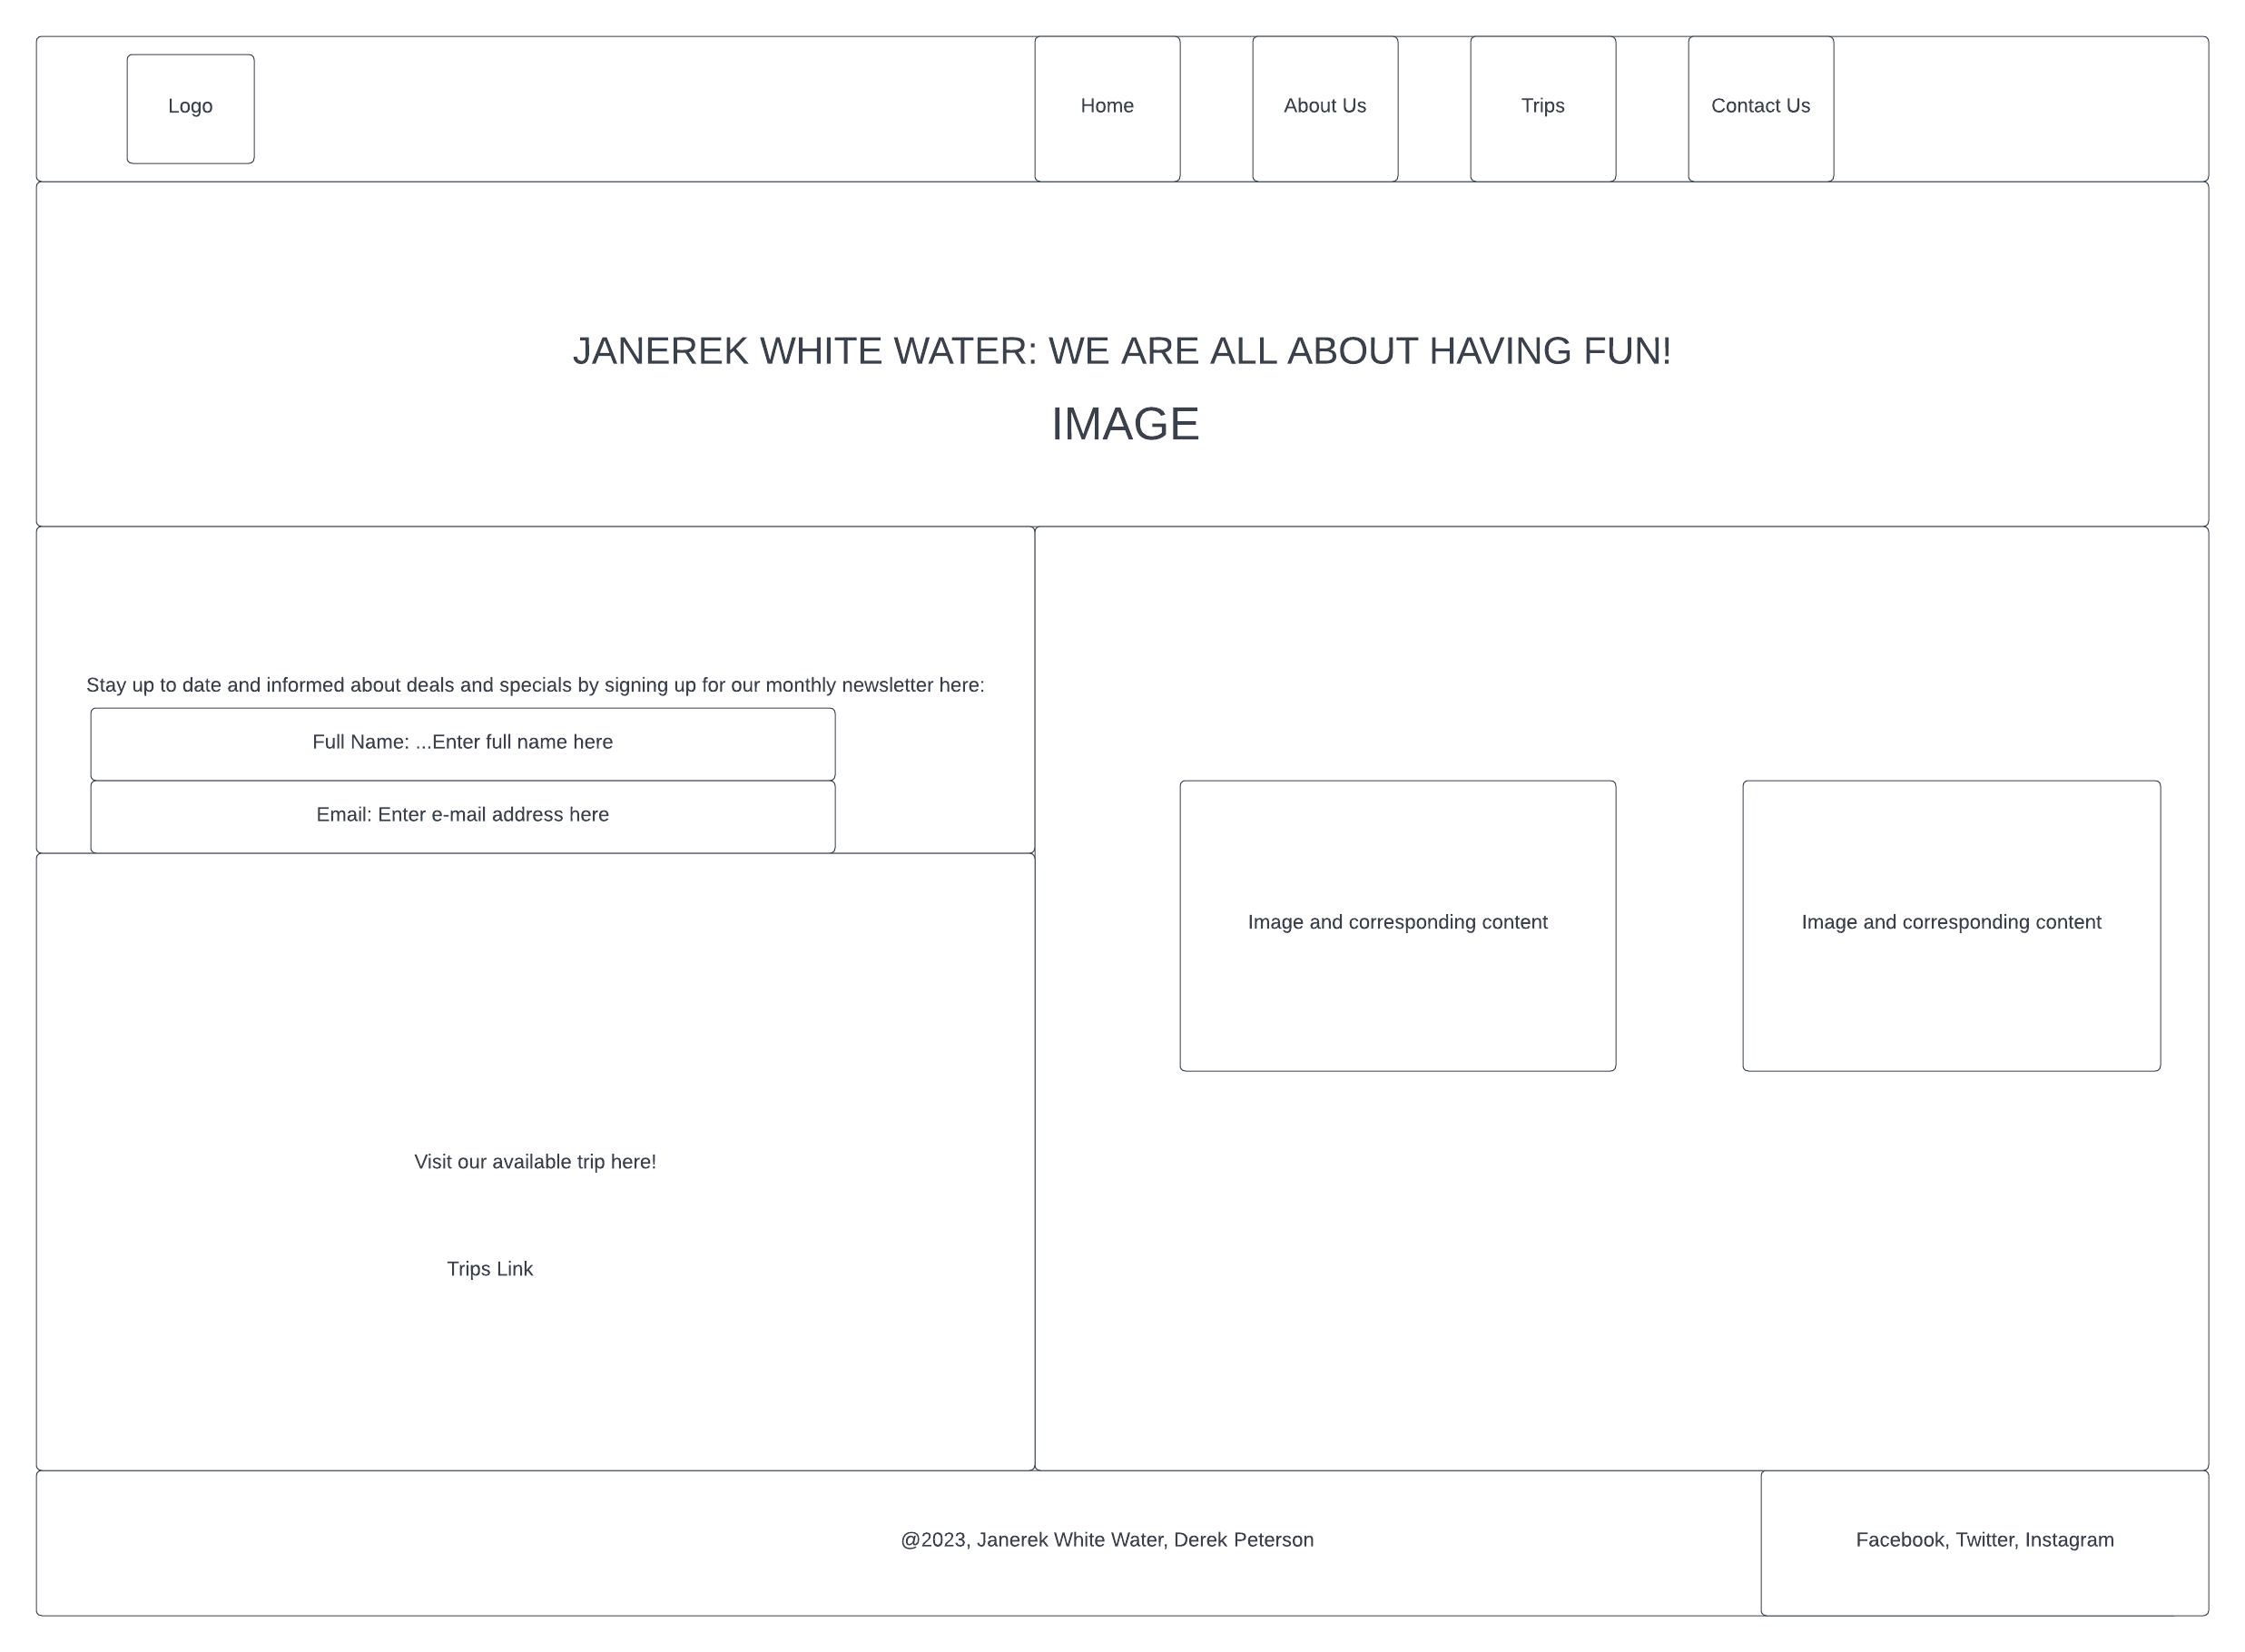 Logo
Home
About Us
Trips
Contact Us
JANEREK WHITE WATER: WE ARE ALL ABOUT HAVING FUN!
IMAGE
Stay up to date and informed about deals and specials by signing up for our monthly newsletter here:
Full Name: ...Enter full name here
Email: Enter e-mail address here
Image and corresponding content
Image and corresponding content
Visit our available trip here!
Trips Link
@2023, Janerek White Water, Derek Peterson
Facebook, Twitter, Instagram